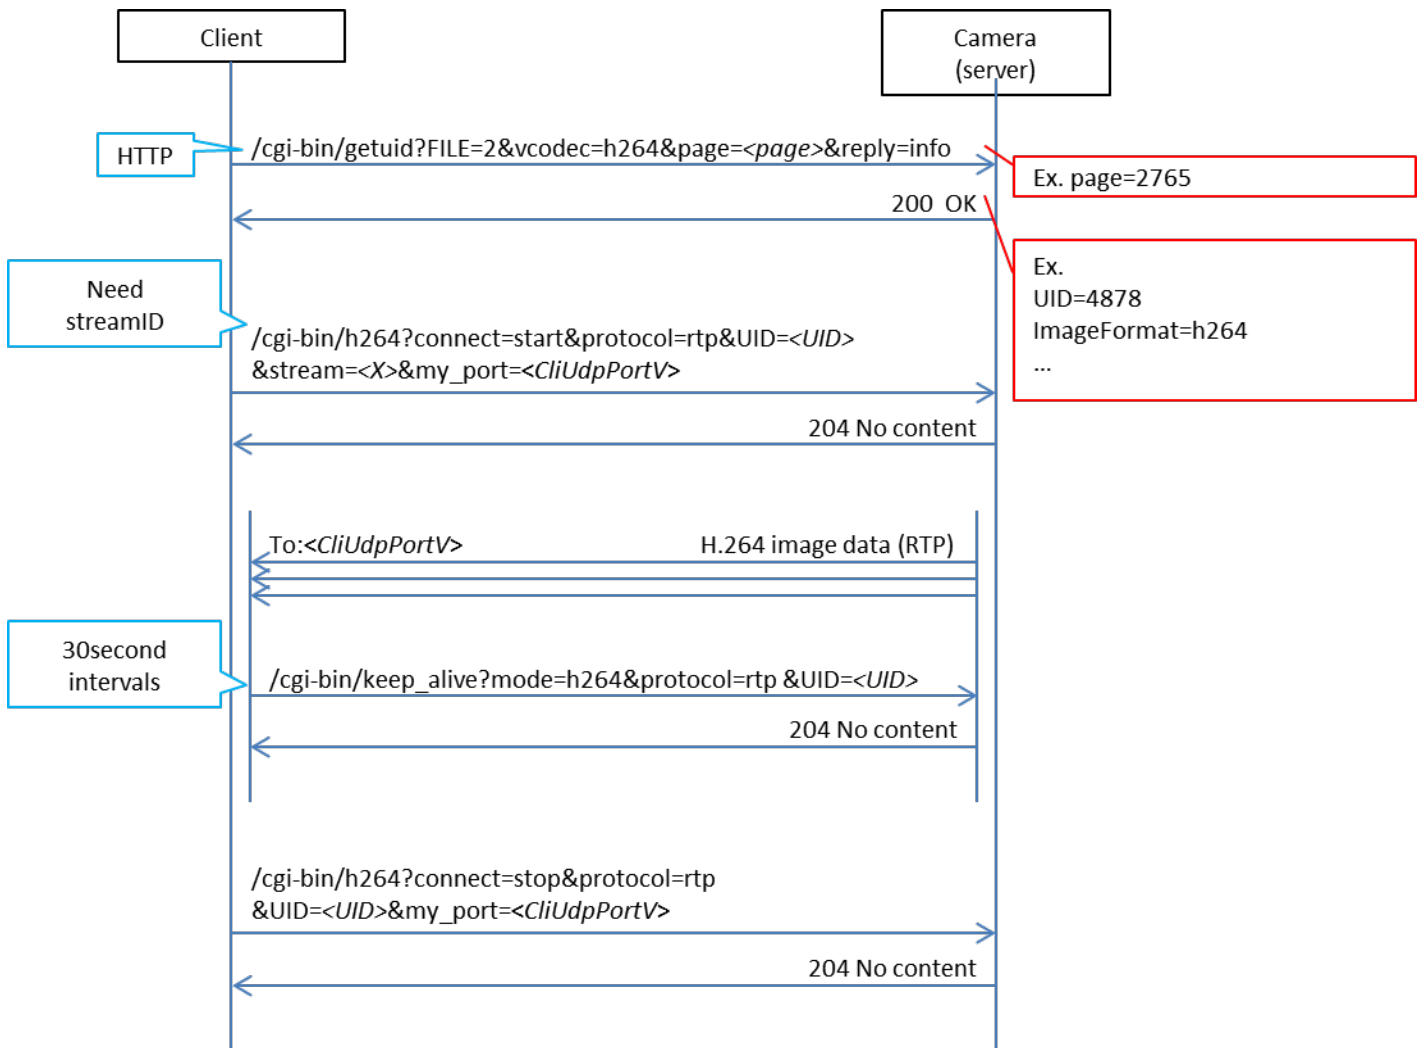 Client
Camera
(server)
HTTP
/cgi-bin/getuid?FILE=2&vcodec=h264&page=<page>&reply=info
Ex. page=2765
200  OK
Ex.
UID=4878
ImageFormat=h264
...
Need
streamID
/cgi-bin/h264?connect=start&protocol=rtp&UID=<UID>
&stream=<X>&my_port=<CliUdpPortV>
204 No content
To:<CliUdpPortV>
H.264 image data (RTP)
30second
intervals
/cgi-bin/keep_alive?mode=h264&protocol=rtp &UID=<UID>
204 No content
/cgi-bin/h264?connect=stop&protocol=rtp
&UID=<UID>&my_port=<CliUdpPortV>
204 No content